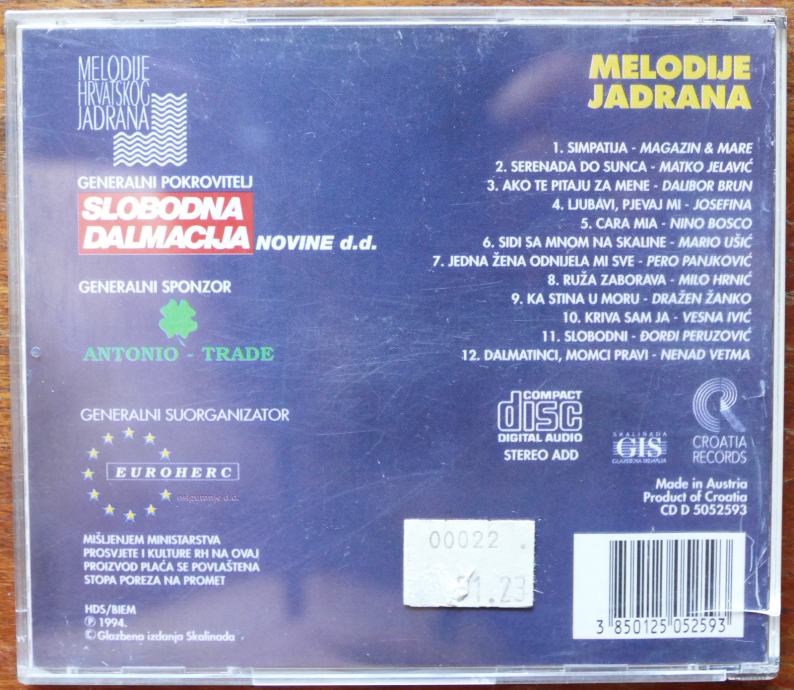 MELODIJE
HRVATSKOG
JADRANA
GENERALNI POKROVITELJ
SLOBODNA
DALMACIJA NOVINE d.d.
GENERALNI SPONZOR
ANTONIO - TRADE
GENERALNI SUORGANIZATOR
EUROHERC
osiguranje d.d.
MIŠLJENJEM MINISTARSTVA
PROSVJETE I KULTURE RH NA OVAJ
PROIZVOD PLAĆA SE POVLAŠTENA
STOPA POREZA NA PROMET
HDS/BIEM
℗ 1994.
© Glazbena izdanja Skalinada
MELODIJE
JADRANA
1. SIMPATIJA - MAGAZIN & MARE
2. SERENADA DO SUNCA - MATKO JELAVIĆ
3. AKO TE PITAJU ZA MENE - DALIBOR BRUN
4. LJUBAVI, PJEVAJ MI - JOSEFINA
5. CARA MIA - NINO BOSCO
6. SIDI SA MNOM NA SKALINE - MARIO UŠIĆ
7. JEDNA ŽENA ODNIJELA MI SVE - PERO PANJKOVIĆ
8. RUŽA ZABORAVA - MILO HRNIĆ
9. KA STINA U MORU - DRAŽEN ŽANKO
10. KRIVA SAM JA - VESNA IVIĆ
11. SLOBODNI - ĐORĐI PERUZOVIĆ
12. DALMATINCI, MOMCI PRAVI - NENAD VETMA
COMPACT
disc
DIGITAL AUDIO
STEREO ADD
SKALINADA
GIS
CROATIA
RECORDS
Made in Austria
Product of Croatia
CD D 5052593
00022
3 850125 052593